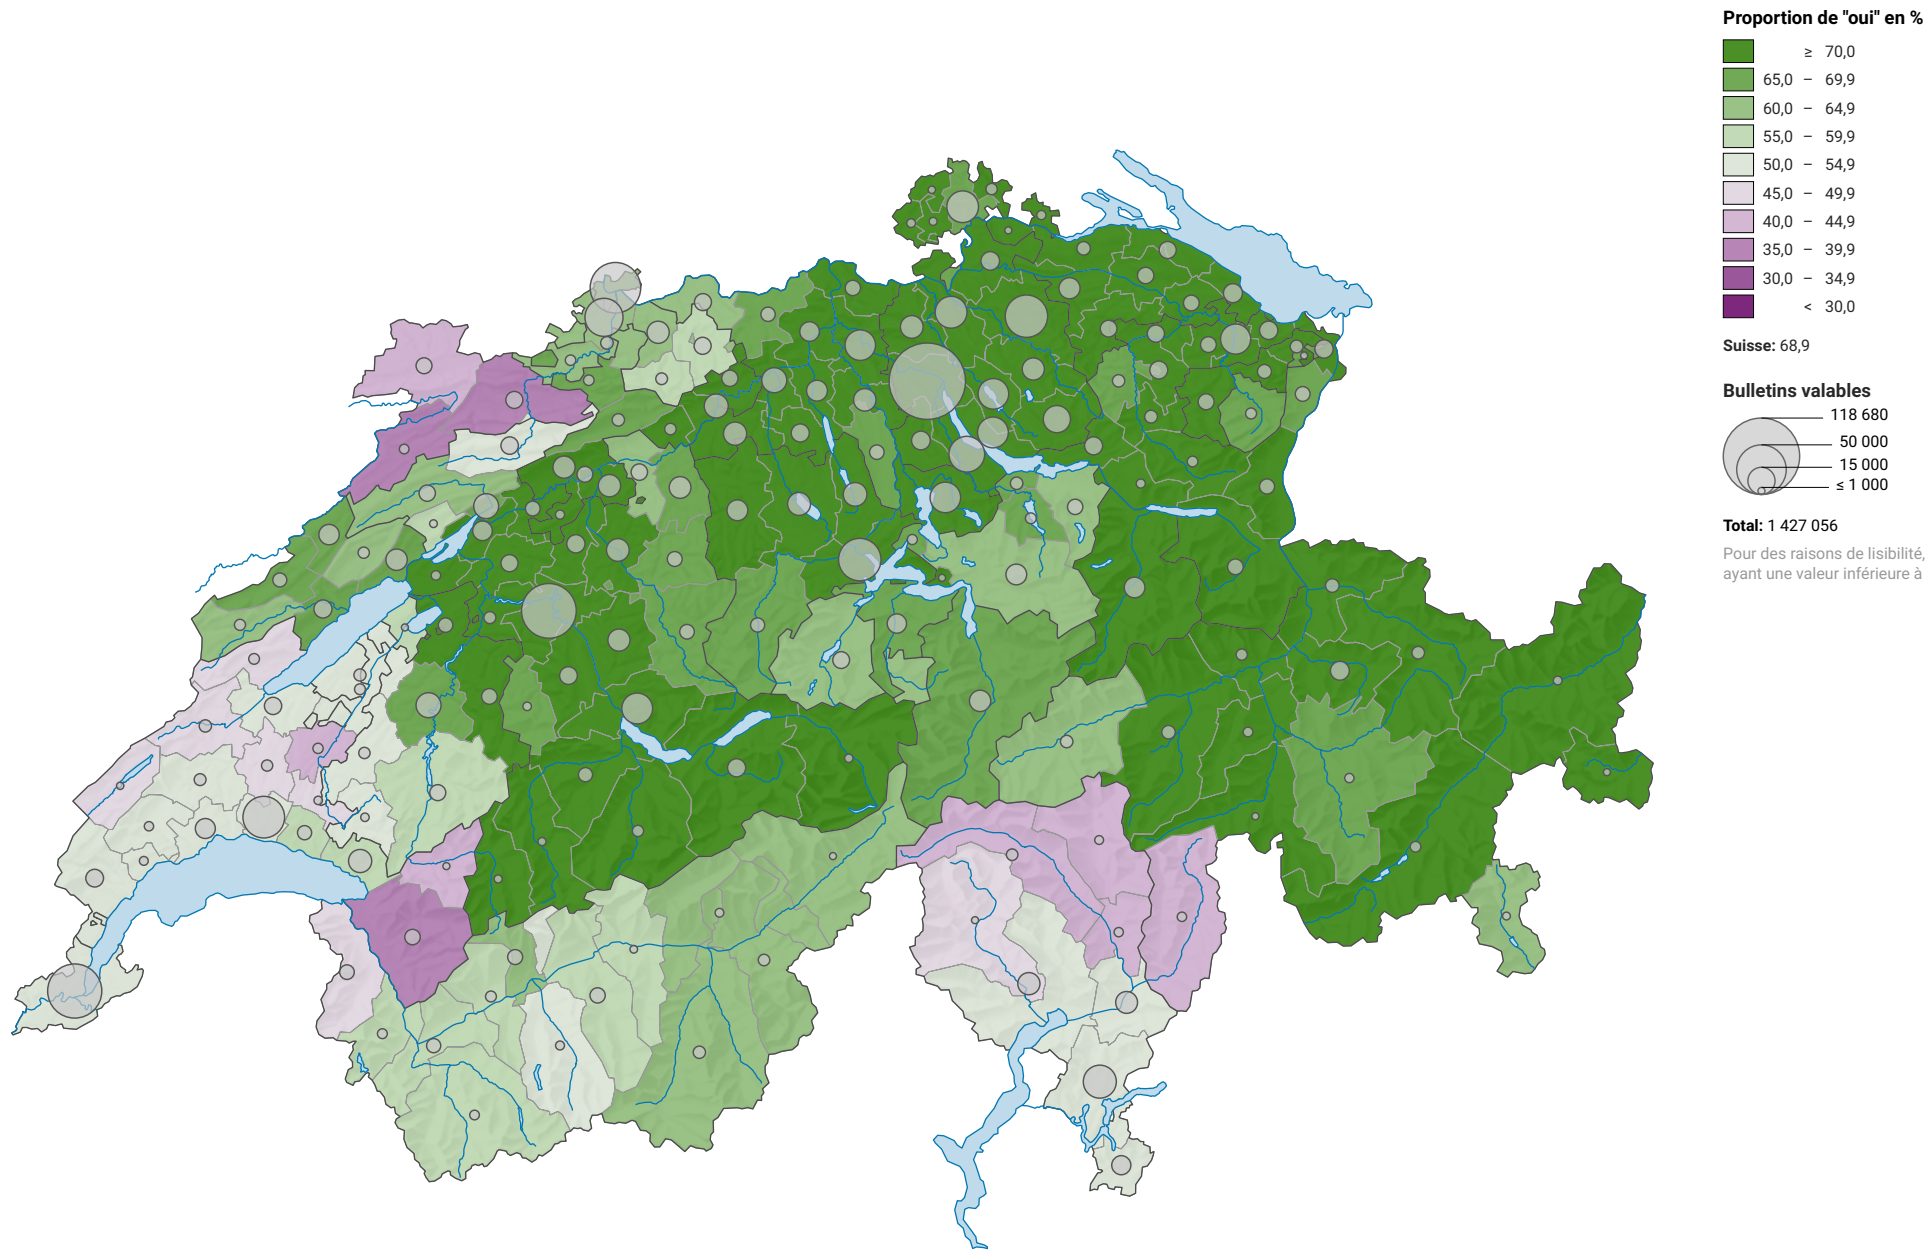 Proportion de "oui" en %
≥ 70,0
65,0 – 69,9
60,0 – 64,9
55,0 – 59,9
50,0 – 54,9
45,0 – 49,9
40,0 – 44,9
35,0 – 39,9
30,0 – 34,9
< 30,0
Suisse: 68,9
Bulletins valables
118 680
50 000
15 000
≤ 1 000
Total: 1 427 056
Pour des raisons de lisibilité,
ayant une valeur inférieure à